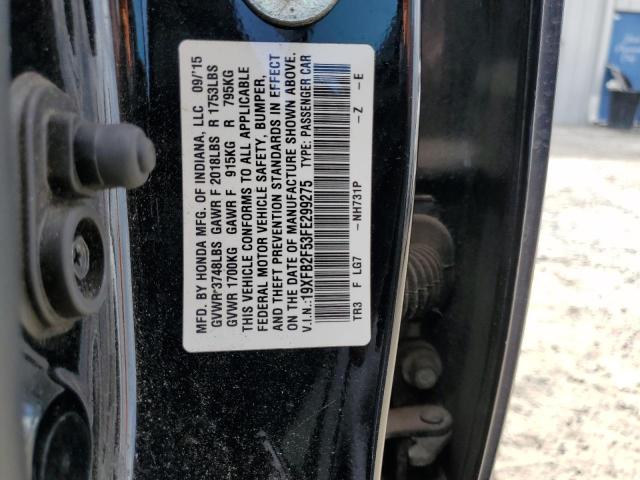 MFD. BY HONDA MFG. OF INDIANA, LLC 09/'15
GVWR 3748LBS GAWR F 2018LBS R 1753LBS
GVWR 1700KG GAWR F 915KG R 795KG
THIS VEHICLE CONFORMS TO ALL APPLICABLE
FEDERAL MOTOR VEHICLE SAFETY, BUMPER,
AND THEFT PREVENTION STANDARDS IN EFFECT
ON THE DATE OF MANUFACTURE SHOWN ABOVE.
V.I.N.:19XFB2F53FE299275 TYPE: PASSENGER CAR
TR3 F LG7 -NH731P -Z -E